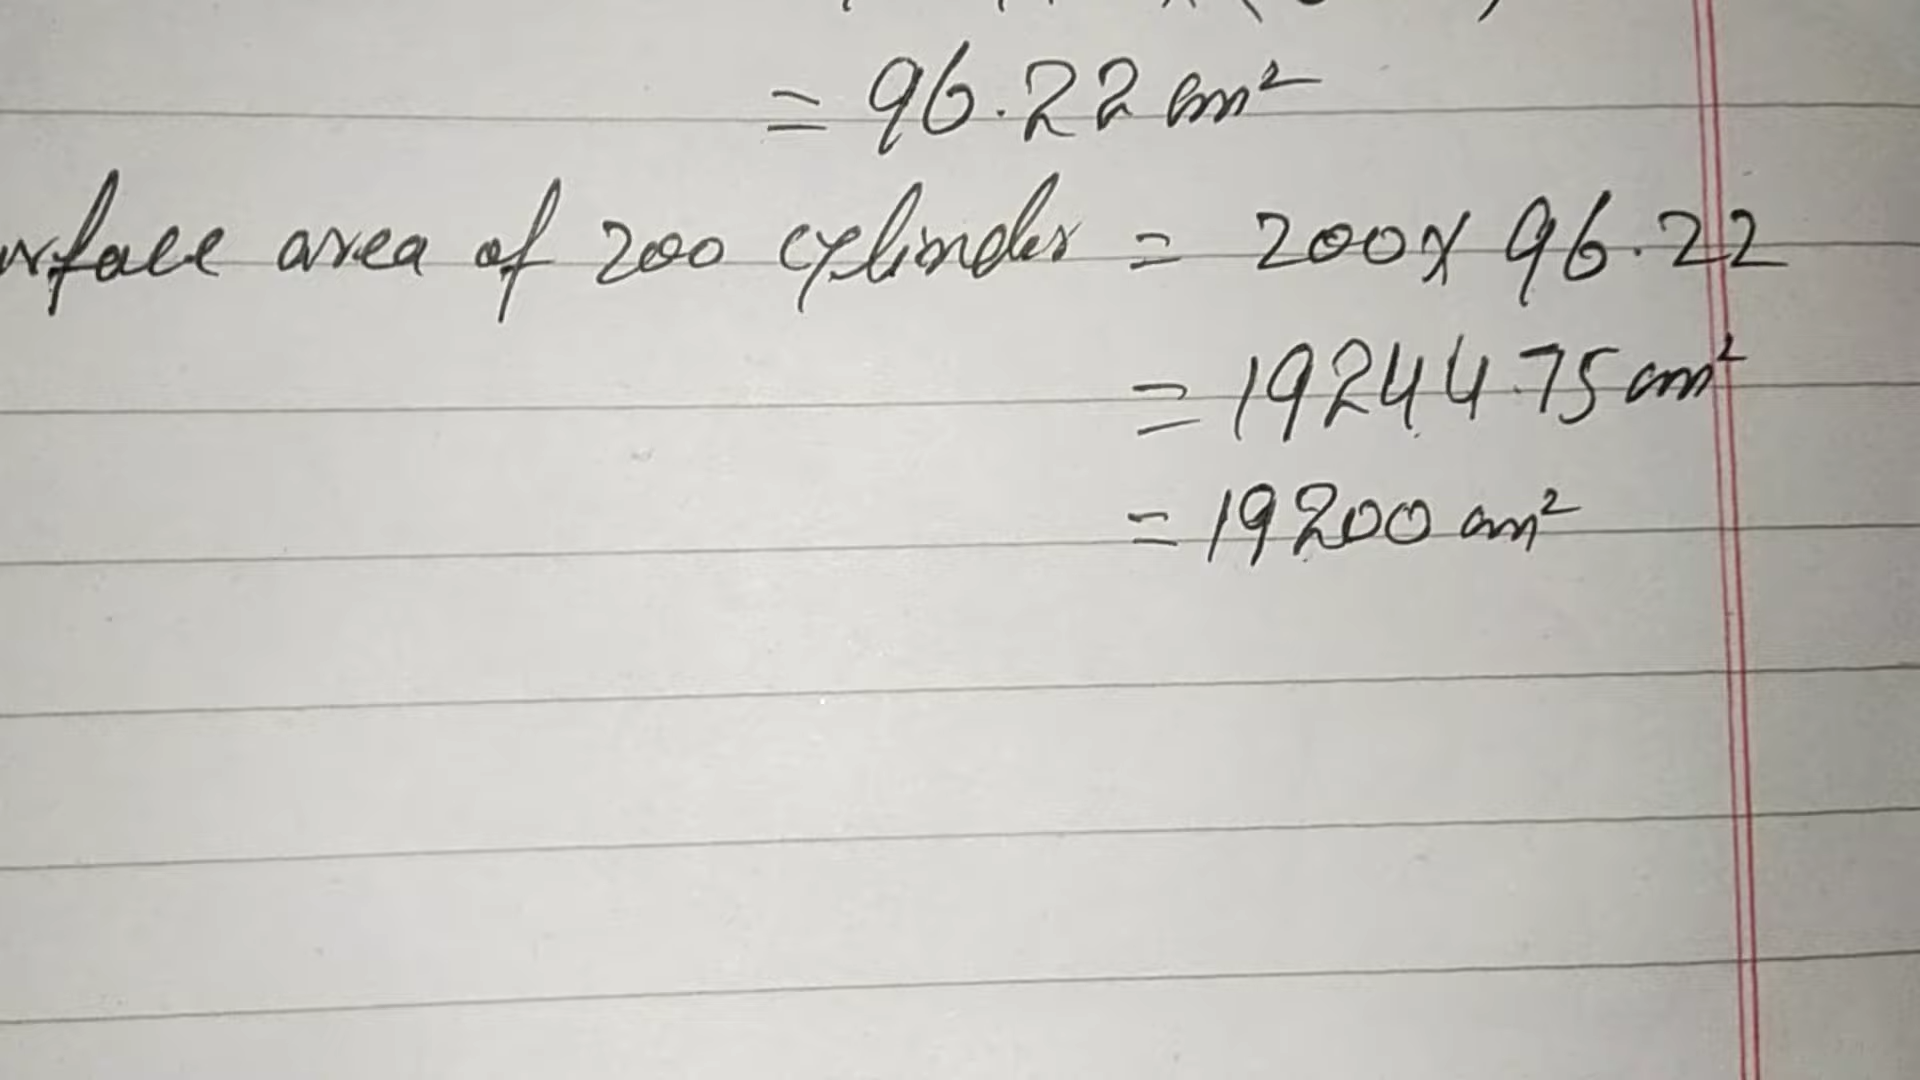 = 96.22 cm²
rface area of 200 cylinder = 200 x 96.22
= 19244.75 cm²
= 19200 cm²